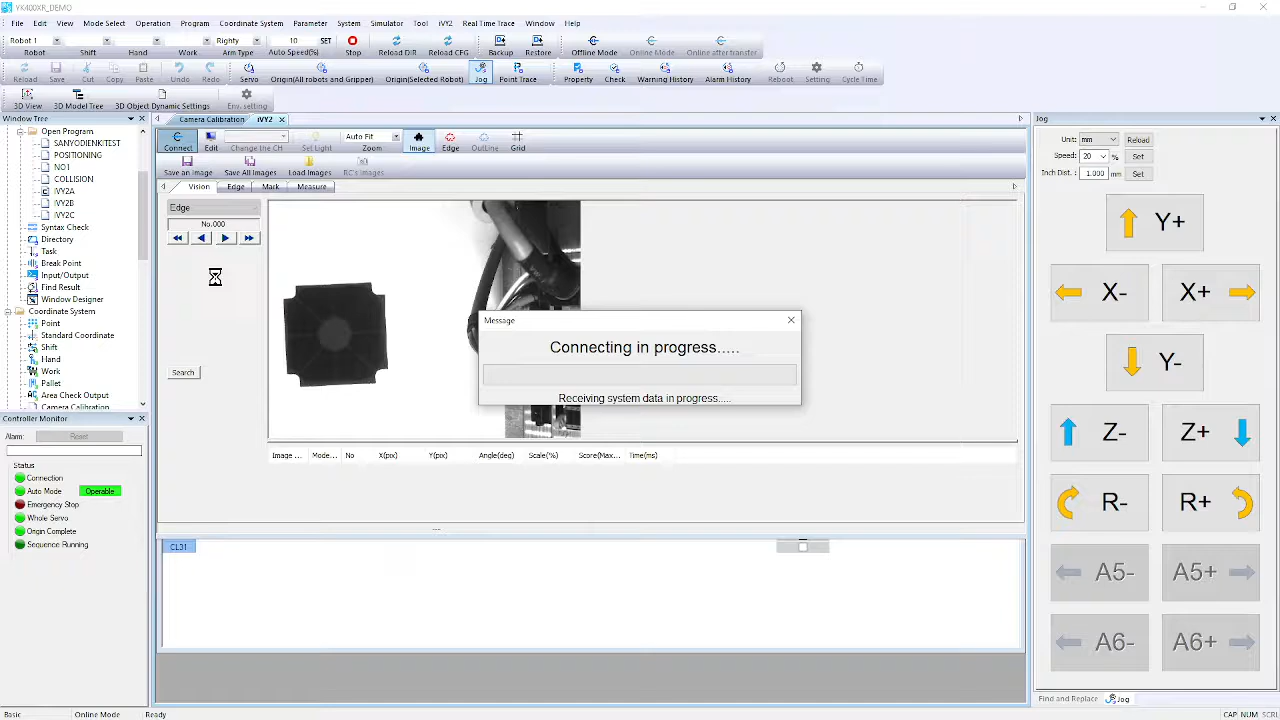 YK400XR_DEMO
File Edit View Mode Select Operation Program Coordinate System Parameter System Simulator Tool iVY2 Real Time Trace Window Help
Robot 1 Righty 10 SET
Robot Shift Hand Work Arm Type Auto Speed(%) Stop Reload DIR Reload CFG Backup Restore Offline Mode Online Mode Online after transfer
Reload Save Cut Copy Paste Undo Redo Servo Origin(All robots and Gripper) Origin(Selected Robot) Jog Point Trace Property Check Warning History Alarm History Reboot Setting Cycle Time
3D View 3D Model Tree 3D Object Dynamic Settings Env. setting
Window Tree
Open Program
SANYODENKITEST
POSITIONING
NO1
COLLISION
IVY2A
IVY2B
IVY2C
Syntax Check
Directory
Task
Break Point
Input/Output
Find Result
Window Designer
Coordinate System
Point
Standard Coordinate
Shift
Hand
Work
Pallet
Area Check Output
Camera Calibration
Controller Monitor
Alarm: Reset
Status
Connection
Auto Mode Operable
Emergency Stop
Whole Servo
Origin Complete
Sequence Running
Camera Calibration iVY2
Auto Fit
Connect Edit Change the CH Set Light Zoom Image Edge OutLine Grid
Save an Image Save All Images Load Images RC's Images
Vision Edge Mark Measure
Edge
No.000
Search
Message
Connecting in progress.....
Receiving system data in progress.....
Image ... Mode... No X(pix) Y(pix) Angle(deg) Scale(%) Score(Max... Time(ms)
CL31
Jog
Unit: mm Reload
Speed: 20 % Set
Inch Dist. : 1.000 mm Set
Y+
X- X+
Y-
Z- Z+
R- R+
A5- A5+
A6- A6+
Find and Replace Jog
Basic Online Mode Ready CAP NUM SCRL